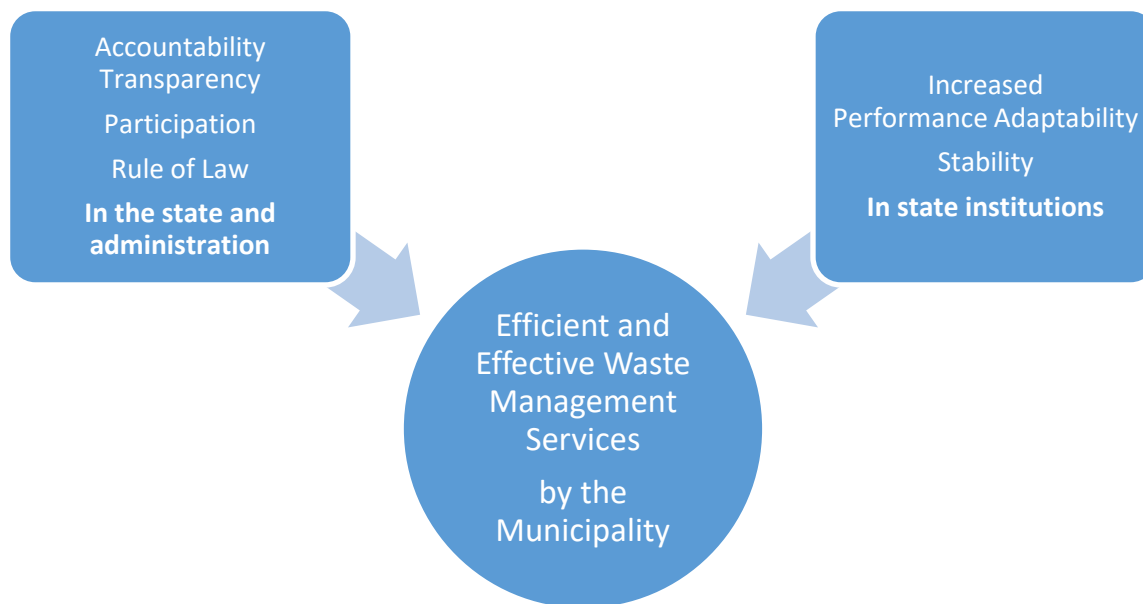 Accountability
Transparency
Participation
Rule of Law
In the state and
administration
Increased
Performance Adaptability
Stability
In state institutions
Efficient and
Effective Waste
Management
Services
by the
Municipality